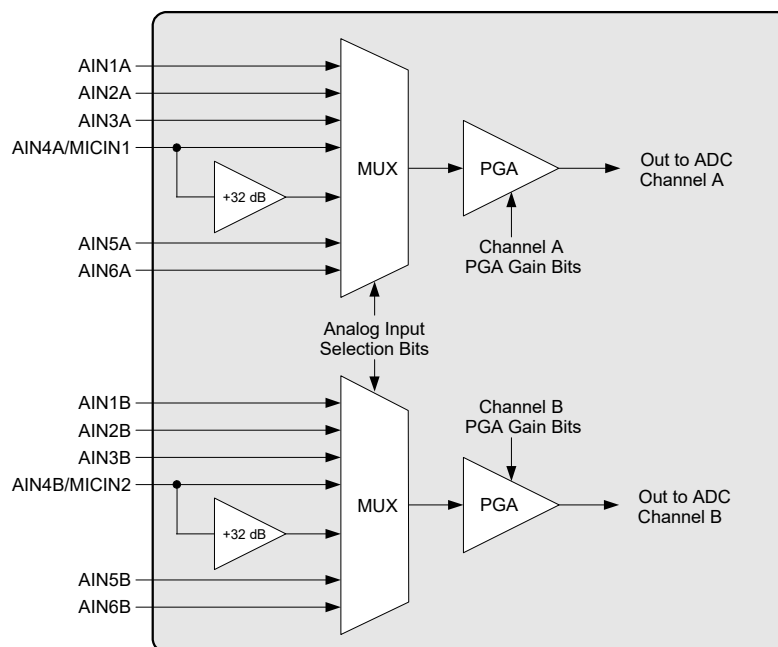 AIN1A
AIN2A
AIN3A
AIN4A/MICIN1
+32 dB
AIN5A
AIN6A
MUX
PGA
Out to ADC
Channel A
Channel A
PGA Gain Bits
Analog Input
Selection Bits
AIN1B
AIN2B
AIN3B
AIN4B/MICIN2
+32 dB
AIN5B
AIN6B
MUX
Channel B
PGA Gain Bits
PGA
Out to ADC
Channel B